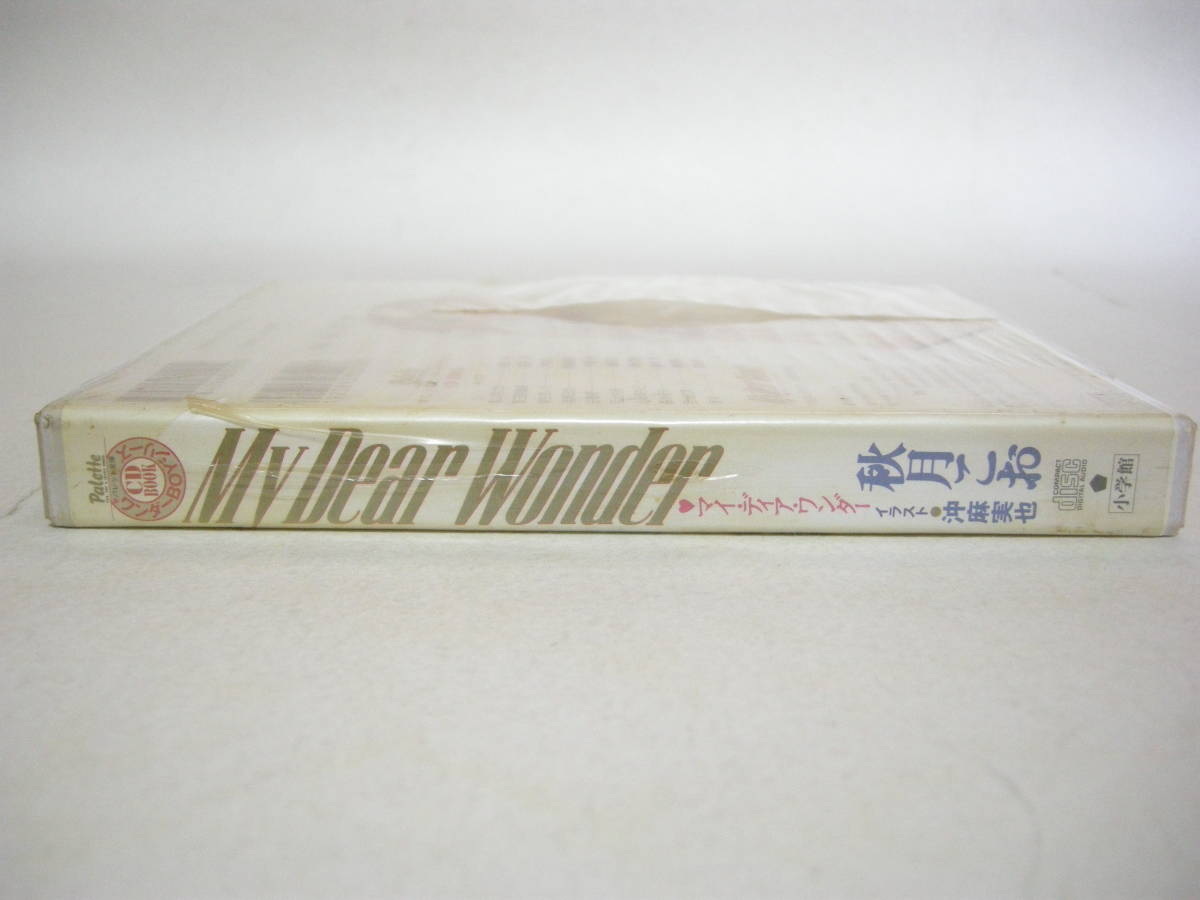 Palette
CD
BOOK
My Dear Wonder
♥マイ・ディア・ワンダー
秋月こお
イラスト●沖麻実也
COMPACT
disc
DIGITAL AUDIO
小学館